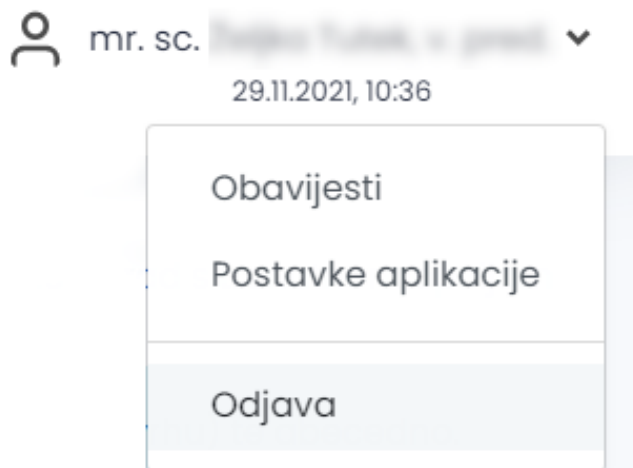 mr. sc.
29.11.2021, 10:36
Obavijesti
Postavke aplikacije
Odjava